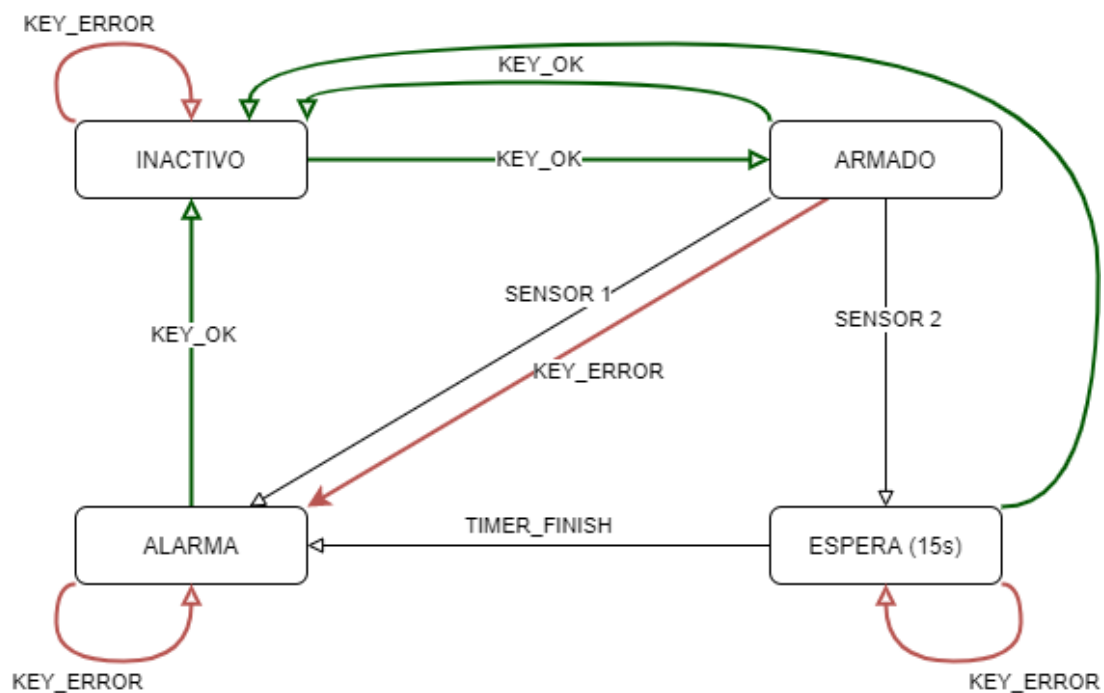 KEY_ERROR
KEY_OK
INACTIVO
KEY_OK
ARMADO
SENSOR 1
SENSOR 2
KEY_OK
KEY_ERROR
TIMER_FINISH
ALARMA
ESPERA (15s)
KEY_ERROR
KEY_ERROR